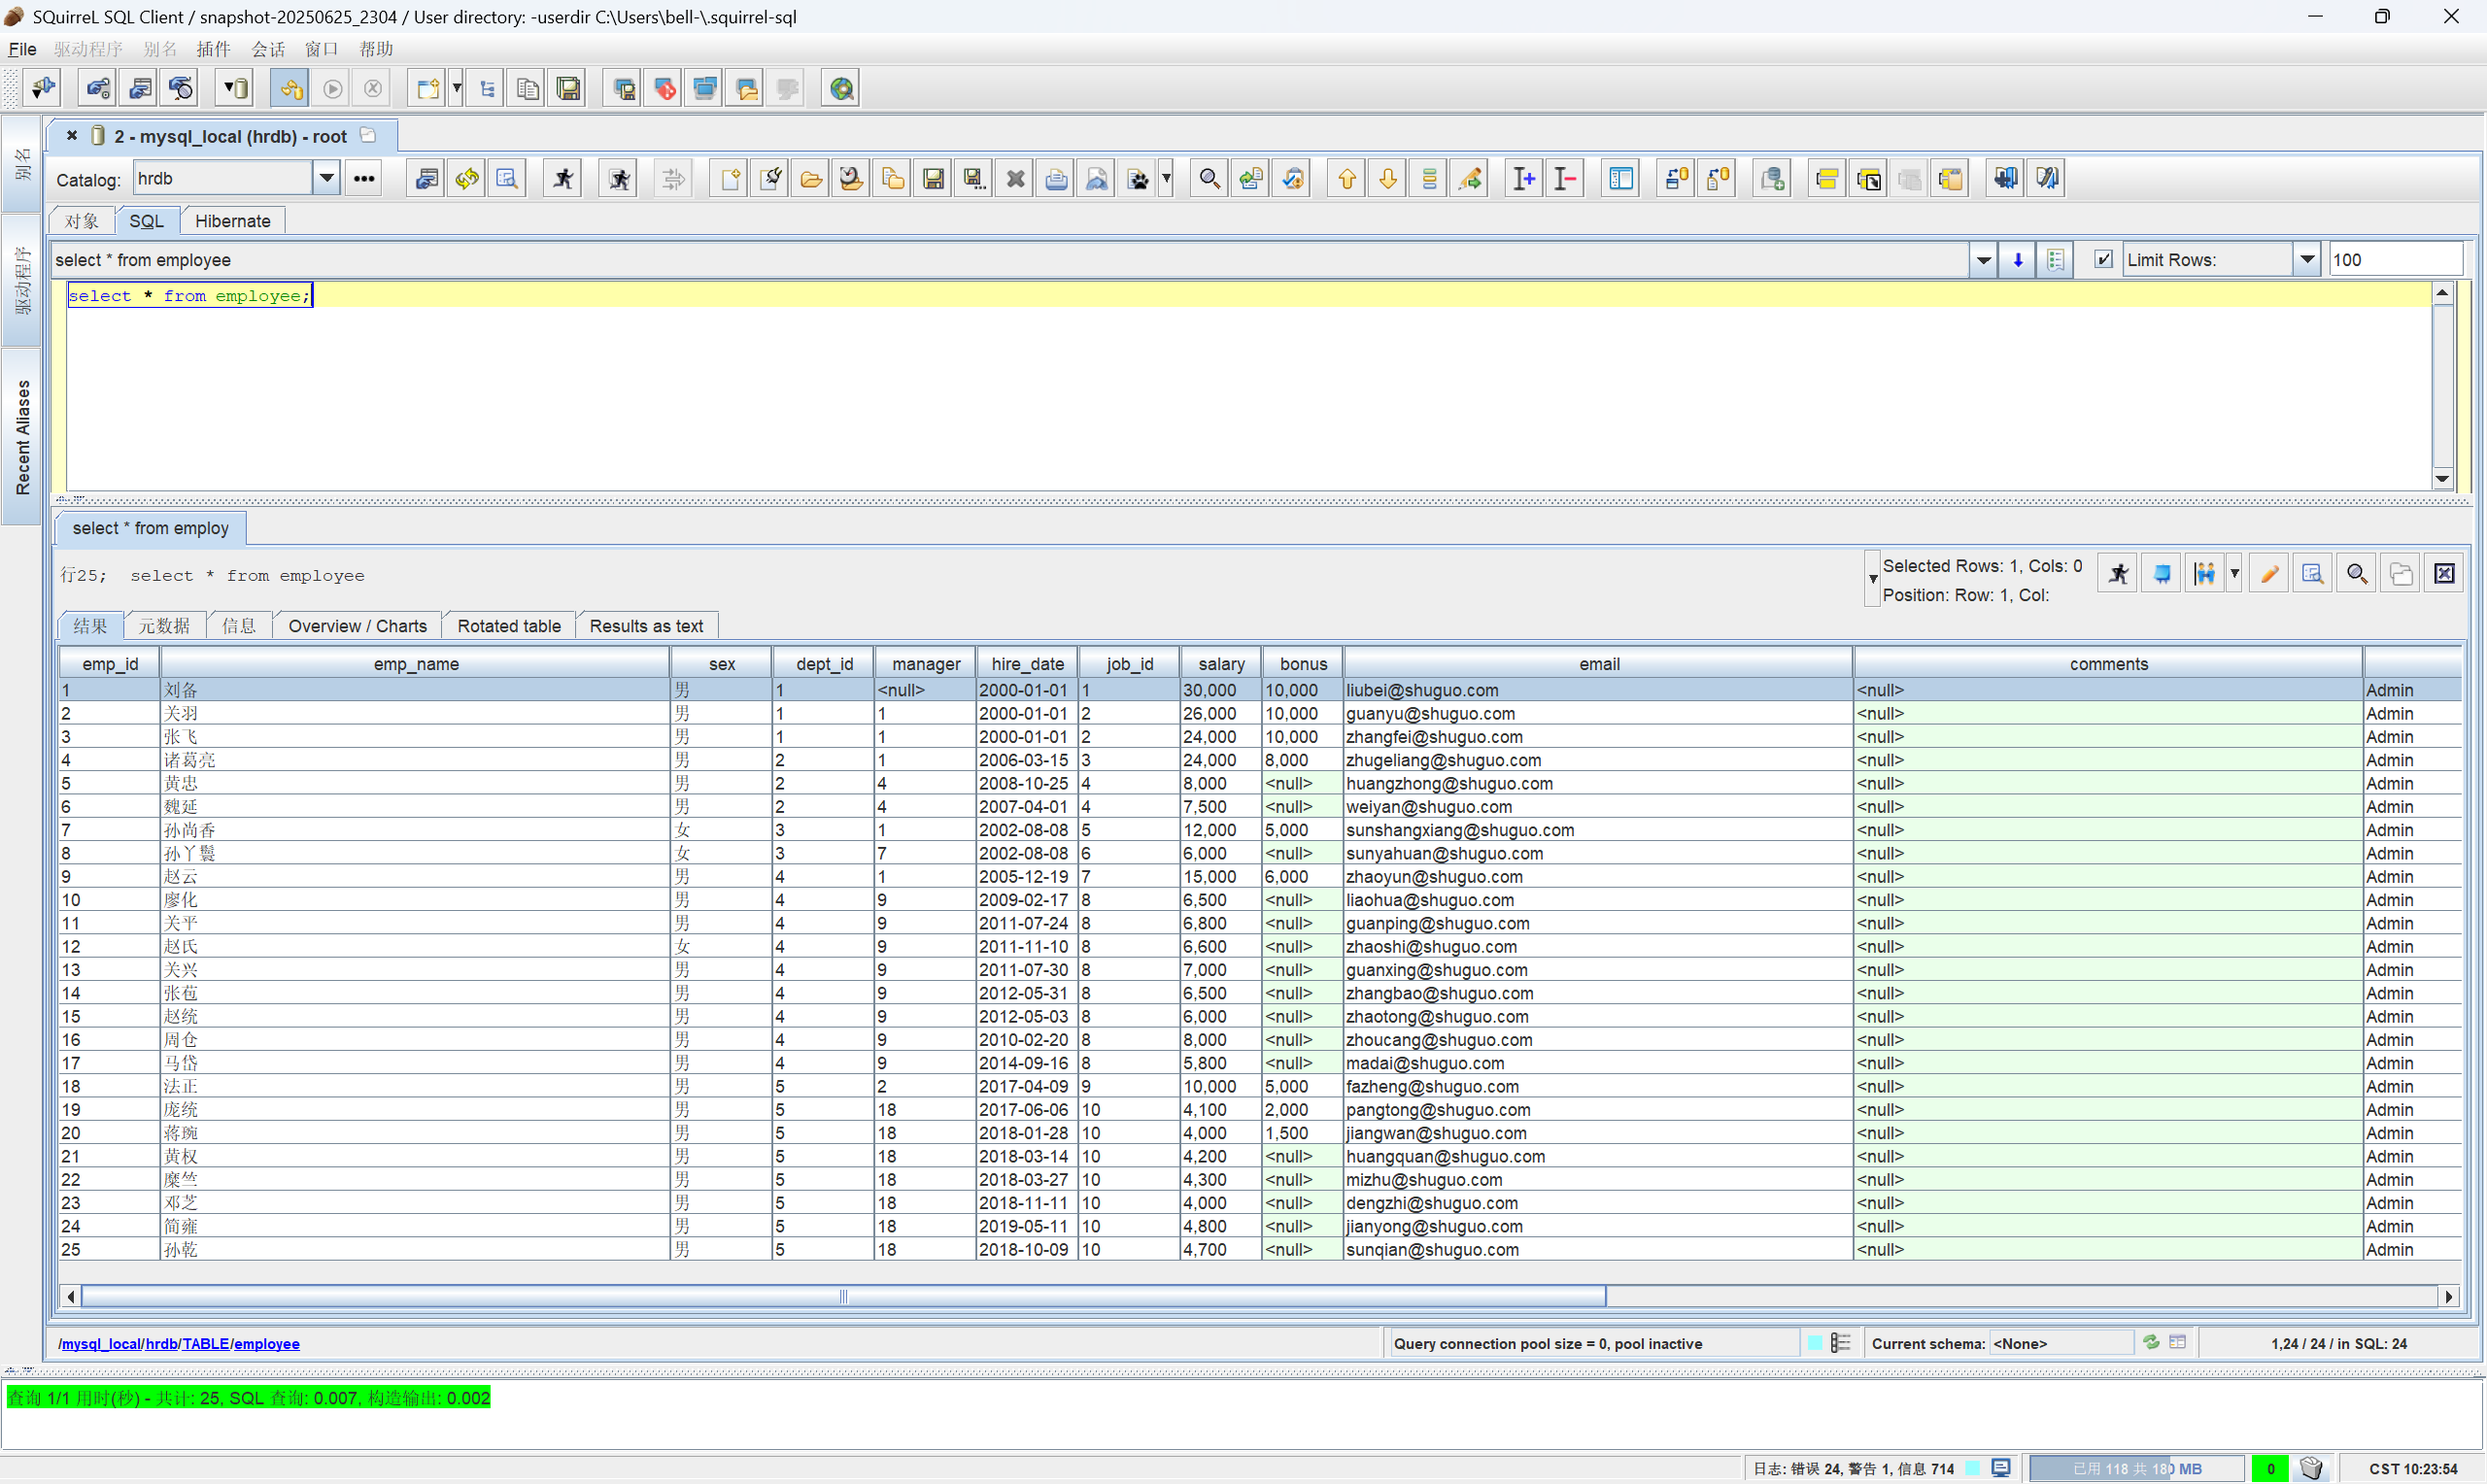 SQuirreL SQL Client / snapshot-20250625_2304 / User directory: -userdir C:\Users\bell-\.squirrel-sql
File 驱动程序 别名 插件 会话 窗口 帮助
别名
驱动程序
Recent Aliases
2 - mysql_local (hrdb) - root
Catalog: hrdb
对象 SQL Hibernate
select * from employee Limit Rows: 100
select * from employee;
select * from employ
行25; select * from employee
Selected Rows: 1, Cols: 0
Position: Row: 1, Col:
结果 元数据 信息 Overview / Charts Rotated table Results as text
emp_id emp_name sex dept_id manager hire_date job_id salary bonus email comments
1 刘备 男 1 <null> 2000-01-01 1 30,000 10,000 liubei@shuguo.com <null> Admin
2 关羽 男 1 1 2000-01-01 2 26,000 10,000 guanyu@shuguo.com <null> Admin
3 张飞 男 1 1 2000-01-01 2 24,000 10,000 zhangfei@shuguo.com <null> Admin
4 诸葛亮 男 2 1 2006-03-15 3 24,000 8,000 zhugeliang@shuguo.com <null> Admin
5 黄忠 男 2 4 2008-10-25 4 8,000 <null> huangzhong@shuguo.com <null> Admin
6 魏延 男 2 4 2007-04-01 4 7,500 <null> weiyan@shuguo.com <null> Admin
7 孙尚香 女 3 1 2002-08-08 5 12,000 5,000 sunshangxiang@shuguo.com <null> Admin
8 孙丫鬟 女 3 7 2002-08-08 6 6,000 <null> sunyahuan@shuguo.com <null> Admin
9 赵云 男 4 1 2005-12-19 7 15,000 6,000 zhaoyun@shuguo.com <null> Admin
10 廖化 男 4 9 2009-02-17 8 6,500 <null> liaohua@shuguo.com <null> Admin
11 关平 男 4 9 2011-07-24 8 6,800 <null> guanping@shuguo.com <null> Admin
12 赵氏 女 4 9 2011-11-10 8 6,600 <null> zhaoshi@shuguo.com <null> Admin
13 关兴 男 4 9 2011-07-30 8 7,000 <null> guanxing@shuguo.com <null> Admin
14 张苞 男 4 9 2012-05-31 8 6,500 <null> zhangbao@shuguo.com <null> Admin
15 赵统 男 4 9 2012-05-03 8 6,000 <null> zhaotong@shuguo.com <null> Admin
16 周仓 男 4 9 2010-02-20 8 8,000 <null> zhoucang@shuguo.com <null> Admin
17 马岱 男 4 9 2014-09-16 8 5,800 <null> madai@shuguo.com <null> Admin
18 法正 男 5 2 2017-04-09 9 10,000 5,000 fazheng@shuguo.com <null> Admin
19 庞统 男 5 18 2017-06-06 10 4,100 2,000 pangtong@shuguo.com <null> Admin
20 蒋琬 男 5 18 2018-01-28 10 4,000 1,500 jiangwan@shuguo.com <null> Admin
21 黄权 男 5 18 2018-03-14 10 4,200 <null> huangquan@shuguo.com <null> Admin
22 糜竺 男 5 18 2018-03-27 10 4,300 <null> mizhu@shuguo.com <null> Admin
23 邓芝 男 5 18 2018-11-11 10 4,000 <null> dengzhi@shuguo.com <null> Admin
24 简雍 男 5 18 2019-05-11 10 4,800 <null> jianyong@shuguo.com <null> Admin
25 孙乾 男 5 18 2018-10-09 10 4,700 <null> sunqian@shuguo.com <null> Admin
/mysql_local/hrdb/TABLE/employee Query connection pool size = 0, pool inactive Current schema: <None> 1,24 / 24 / in SQL: 24
查询 1/1 用时(秒) - 共计: 25, SQL 查询: 0.007, 构造输出: 0.002
日志: 错误 24, 警告 1, 信息 714 已用 118 共 180 MB 0 CST 10:23:54